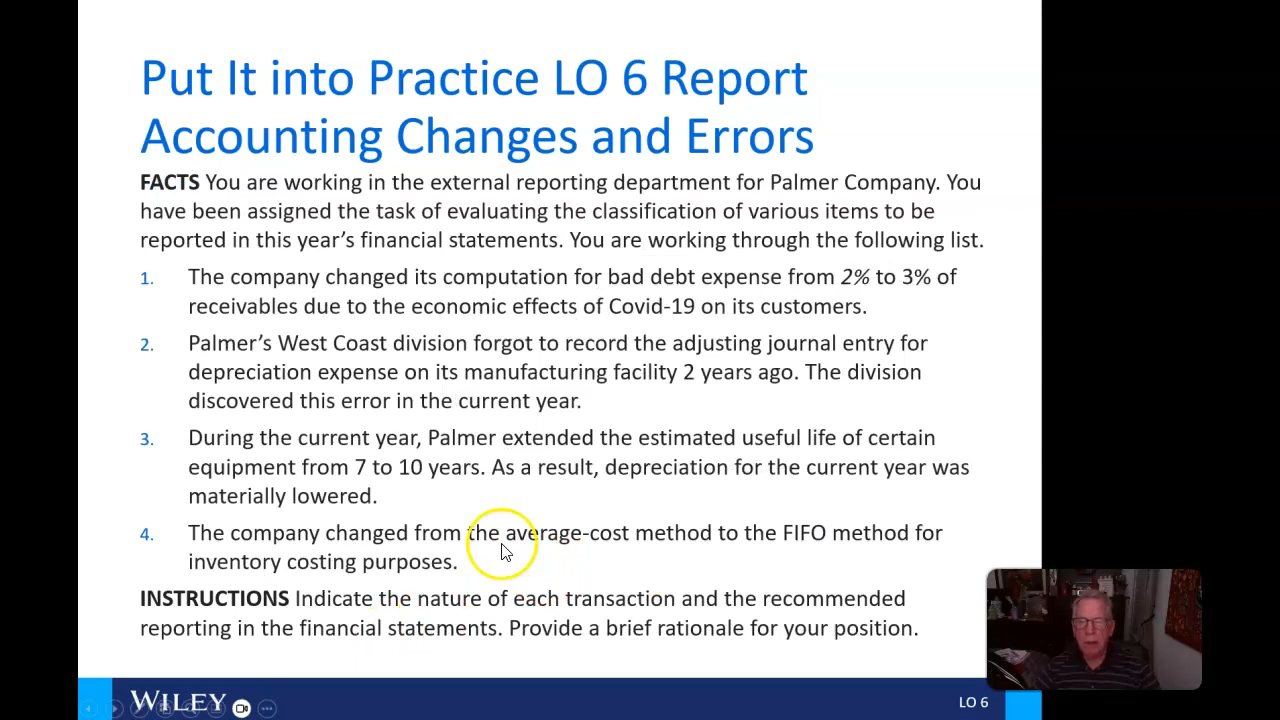 Put It into Practice LO 6 Report
Accounting Changes and Errors
FACTS You are working in the external reporting department for Palmer Company. You
have been assigned the task of evaluating the classification of various items to be
reported in this year’s financial statements. You are working through the following list.
1. The company changed its computation for bad debt expense from 2% to 3% of
receivables due to the economic effects of Covid-19 on its customers.
2. Palmer’s West Coast division forgot to record the adjusting journal entry for
depreciation expense on its manufacturing facility 2 years ago. The division
discovered this error in the current year.
3. During the current year, Palmer extended the estimated useful life of certain
equipment from 7 to 10 years. As a result, depreciation for the current year was
materially lowered.
4. The company changed from the average-cost method to the FIFO method for
inventory costing purposes.
INSTRUCTIONS Indicate the nature of each transaction and the recommended
reporting in the financial statements. Provide a brief rationale for your position.
WILEY
LO 6